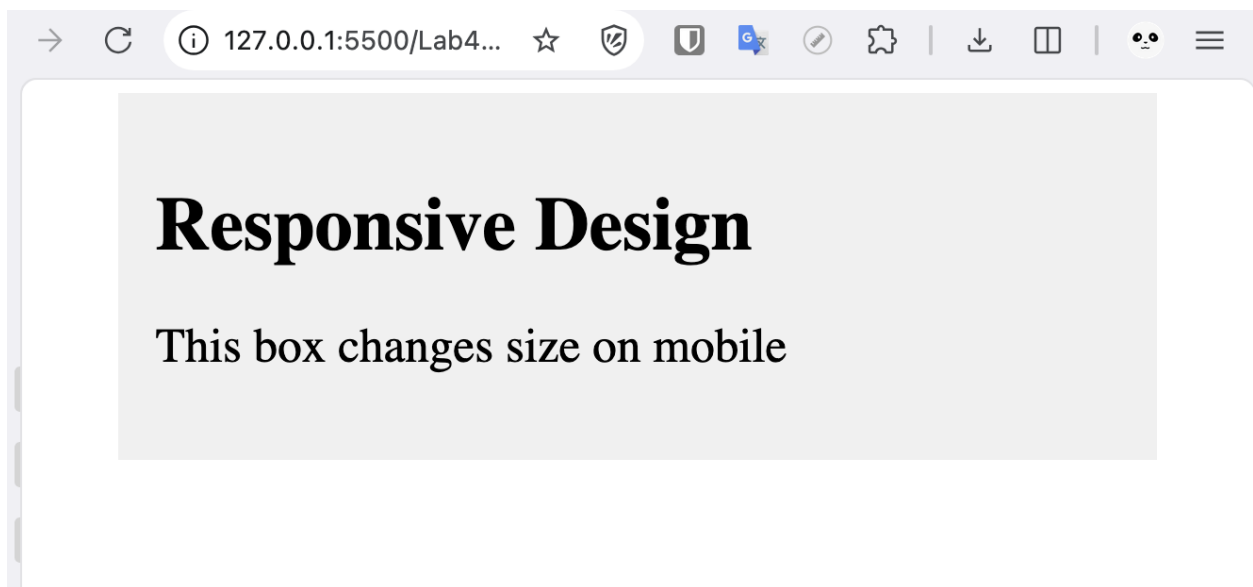 127.0.0.1:5500/Lab4...
Responsive Design
This box changes size on mobile